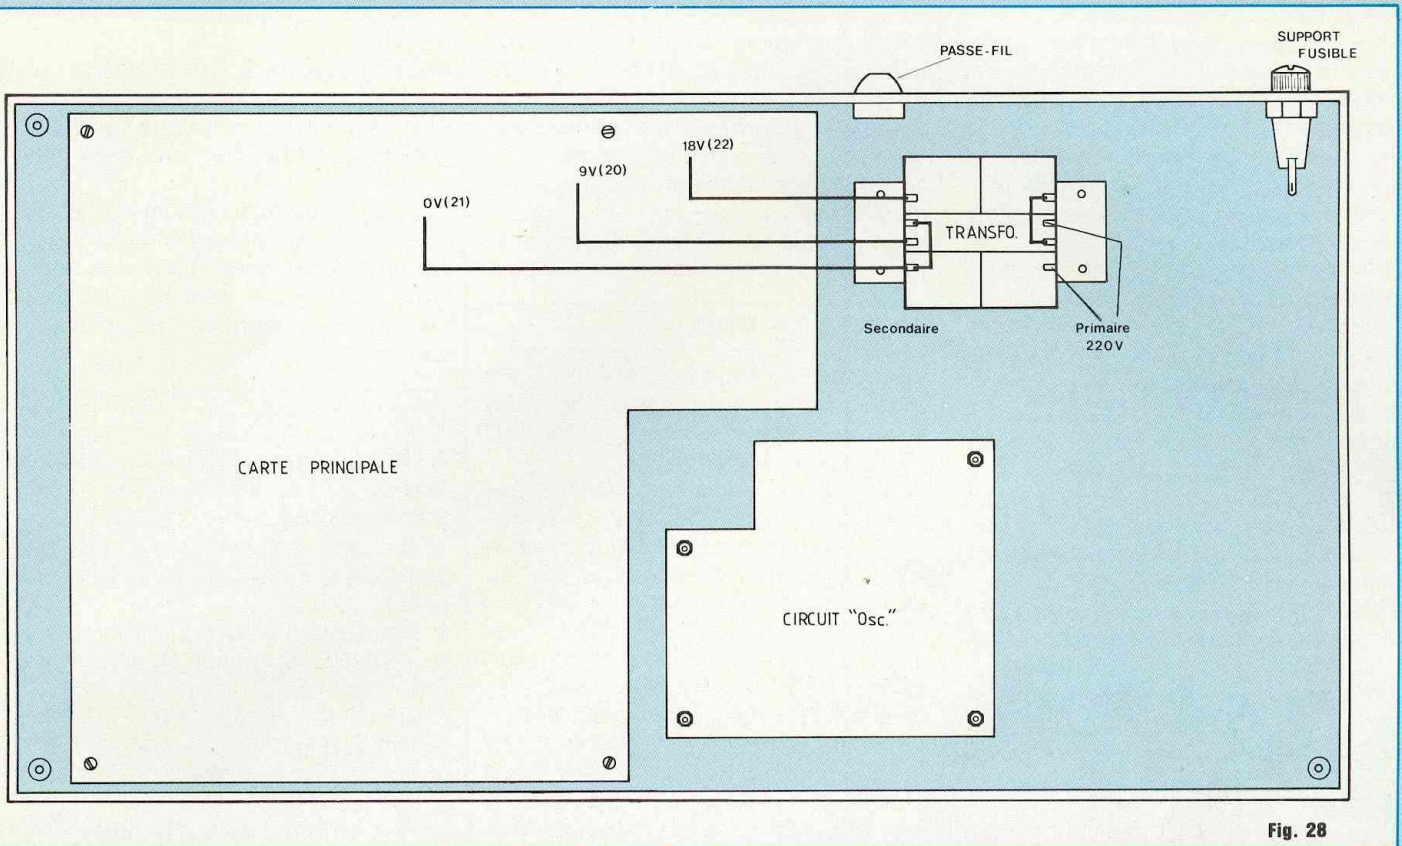 PASSE-FIL
SUPPORT
FUSIBLE
18V(22)
9V(20)
0V(21)
TRANSFO.
Secondaire
Primaire
220V
CARTE PRINCIPALE
CIRCUIT “Osc.”
Fig. 28